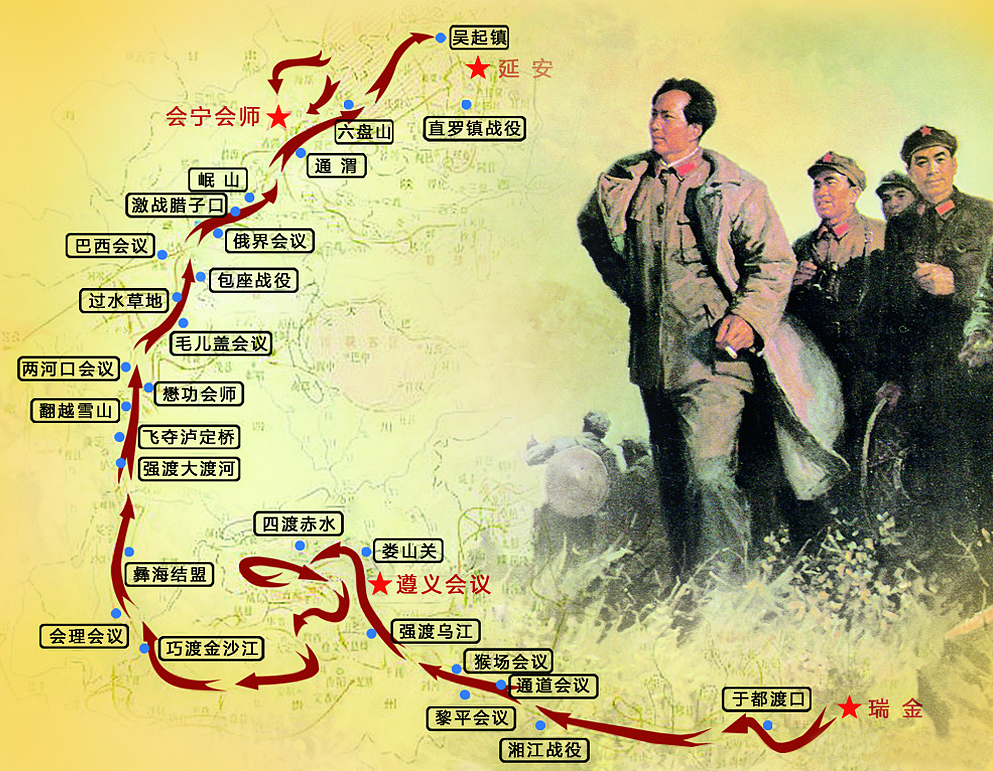 吴起镇
延安
会宁会师
六盘山
直罗镇战役
通渭
岷山
激战腊子口
俄界会议
巴西会议
包座战役
过水草地
毛儿盖会议
两河口会议
懋功会师
翻越雪山
飞夺泸定桥
强渡大渡河
四渡赤水
娄山关
彝海结盟
遵义会议
会理会议
强渡乌江
巧渡金沙江
猴场会议
通道会议
于都渡口
瑞金
黎平会议
湘江战役